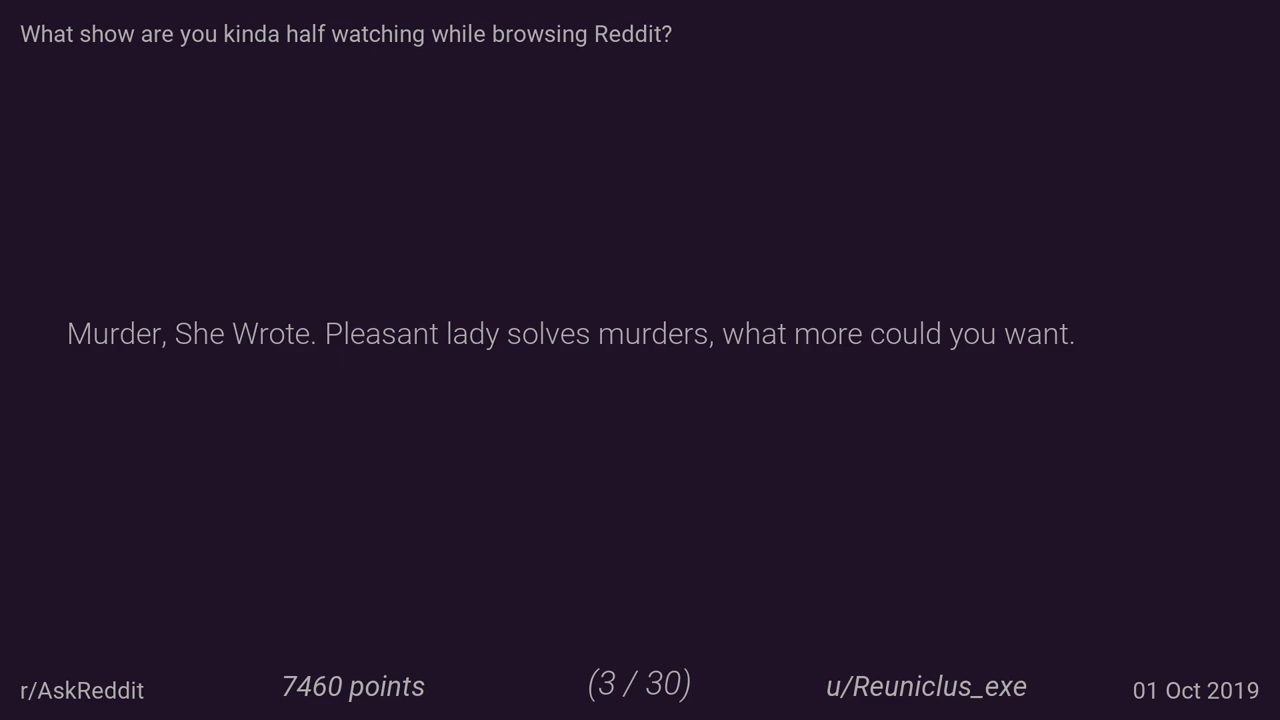 What show are you kinda half watching while browsing Reddit?
Murder, She Wrote. Pleasant lady solves murders, what more could you want.
r/AskReddit
7460 points
(3 / 30)
u/Reuniclus_exe
01 Oct 2019